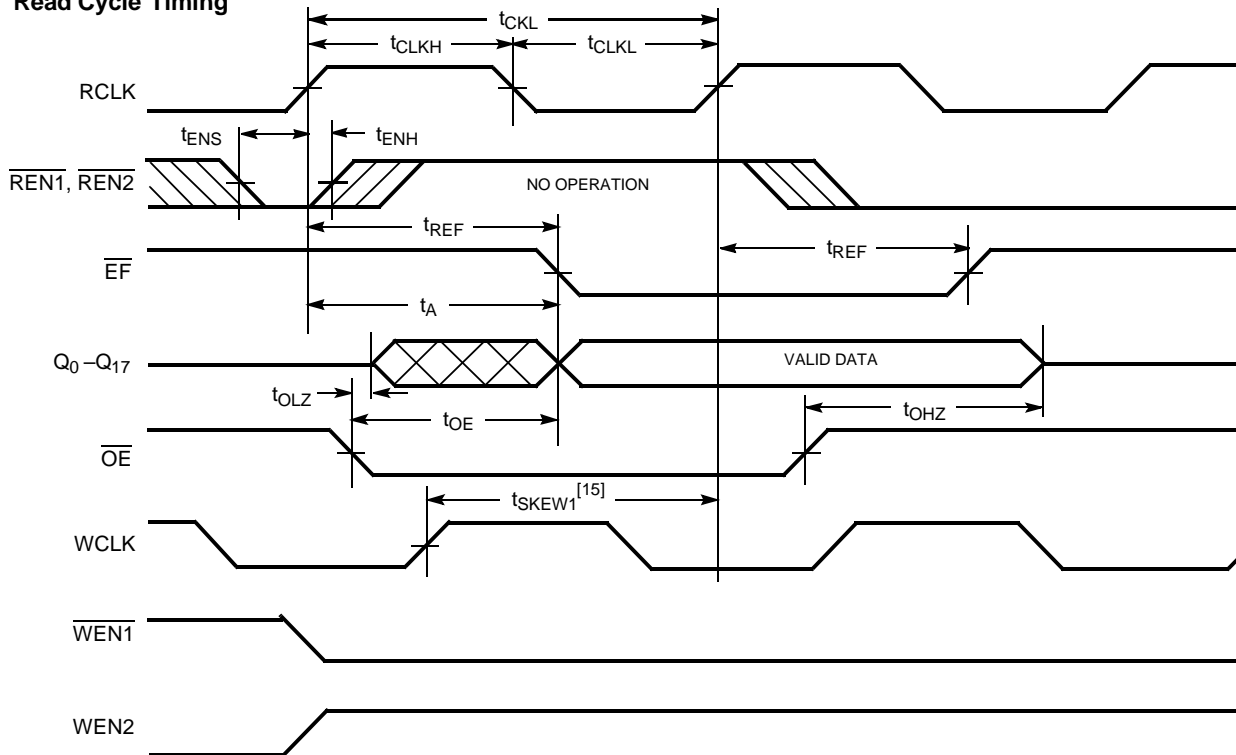 Read Cycle Timing
tCKL
tCLKH
tCLKL
RCLK
tENS
tENH
REN1, REN2
NO OPERATION
tREF
tREF
EF
tA
Q0 –Q17
VALID DATA
tOLZ
tOE
tOHZ
OE
tSKEW1[15]
WCLK
WEN1
WEN2